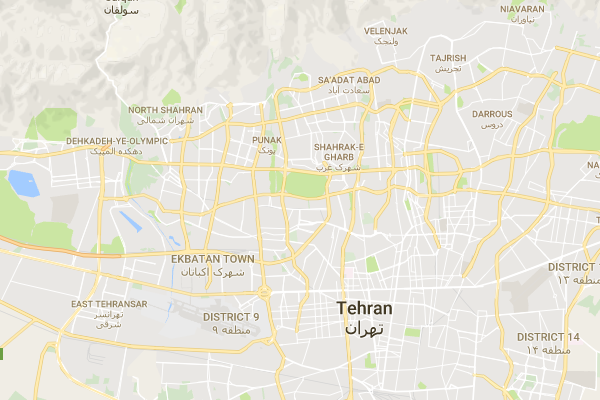 سولقان
NIAVARAN
نیاوران
VELENJAK
ولنجک
TAJRISH
تجریش
SA'ADAT ABAD
سعادت آباد
NORTH SHAHRAN
شهران شمالی
DARROUS
دروس
DEHKADEH-YE-OLYMPIC
دهکده المپیک
PUNAK
پونک
SHAHRAK-E
GHARB
شهرک غرب
NA
EKBATAN TOWN
شهرک اکباتان
DISTRICT 1
منطقه ۱۳
EAST TEHRANSAR
تهرانسر
شرقی
DISTRICT 9
منطقه ۹
Tehran
تهران
DISTRICT 14
منطقه ۱۴